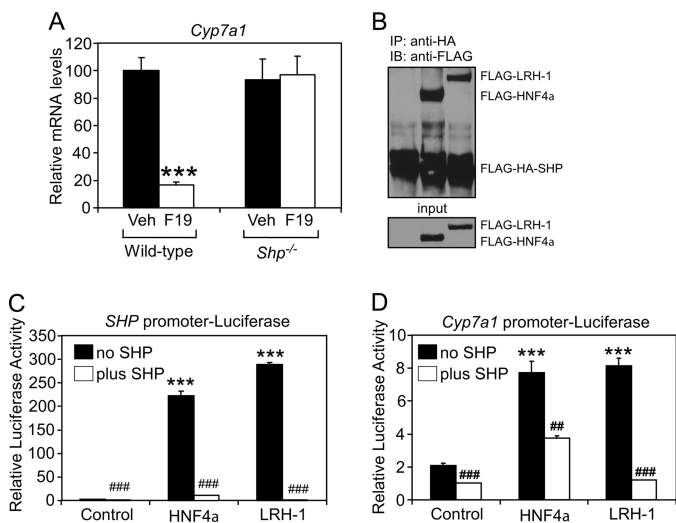 A
Cyp7a1
Relative mRNA levels
120
100
80
60
40
20
0
***
Veh F19 Veh F19
Wild-type Shp-/-
B
IP: anti-HA
IB: anti-FLAG
FLAG-LRH-1
FLAG-HNF4a
FLAG-HA-SHP
input
FLAG-LRH-1
FLAG-HNF4a
C
SHP promoter-Luciferase
Relative Luciferase Activity
350
300
250
200
150
100
50
0
no SHP
plus SHP
***
***
###
###
###
Control HNF4a LRH-1
D
Cyp7a1 promoter-Luciferase
Relative Luciferase Activity
8
6
4
2
0
no SHP
plus SHP
***
***
###
##
###
Control HNF4a LRH-1